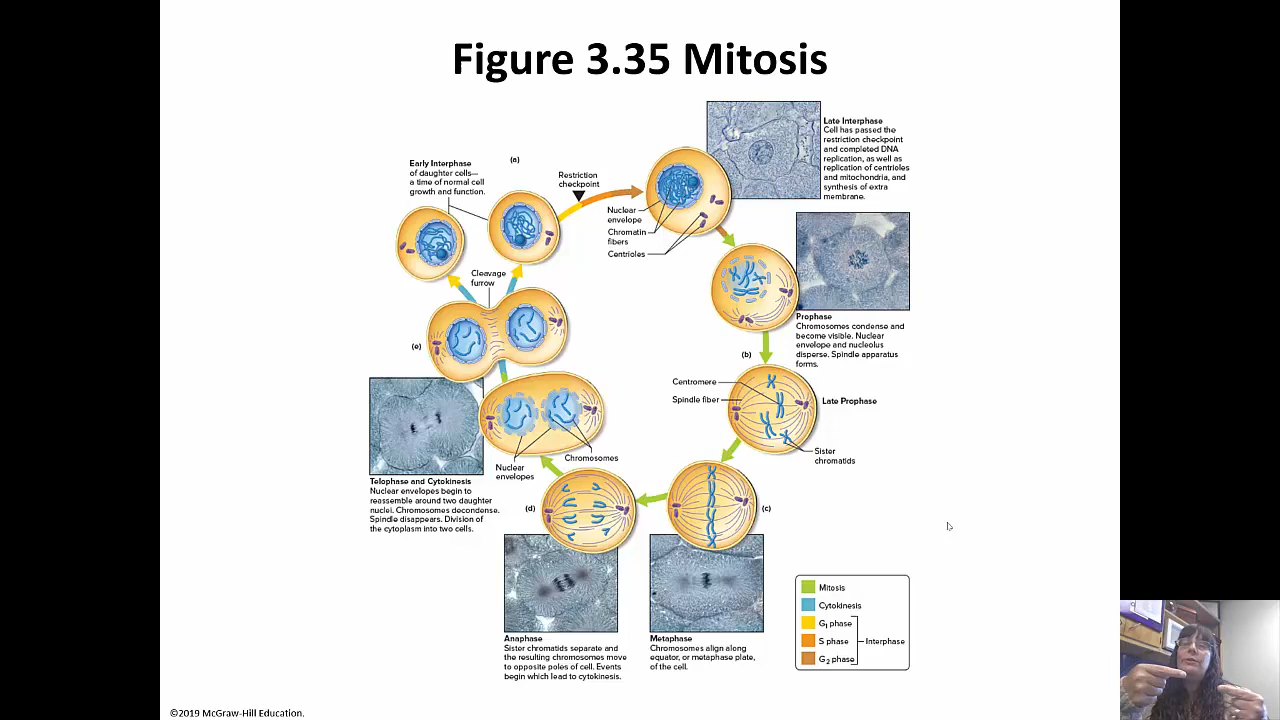 Figure 3.35 Mitosis
Late Interphase
Cell has passed the
restriction checkpoint
and completed DNA
replication, as well as
replication of centrioles
and mitochondria, and
synthesis of extra
membrane.
(a)
Early Interphase
of daughter cells—
a time of normal cell
growth and function.
Restriction
checkpoint
Nuclear
envelope
Chromatin
fibers
Centrioles
Cleavage
furrow
Prophase
Chromosomes condense and
become visible. Nuclear
envelope and nucleolus
disperse. Spindle apparatus
forms.
(e)
(b)
Centromere
Spindle fiber
Late Prophase
Sister
chromatids
Chromosomes
Nuclear
envelopes
Telophase and Cytokinesis
Nuclear envelopes begin to
reassemble around two daughter
nuclei. Chromosomes decondense.
Spindle disappears. Division of
the cytoplasm into two cells.
(d)
(c)
Anaphase
Sister chromatids separate and
the resulting chromosomes move
to opposite poles of cell. Events
begin which lead to cytokinesis.
Metaphase
Chromosomes align along
equator, or metaphase plate,
of the cell.
Mitosis
Cytokinesis
G1 phase
S phase
Interphase
G2 phase
©2019 McGraw-Hill Education.